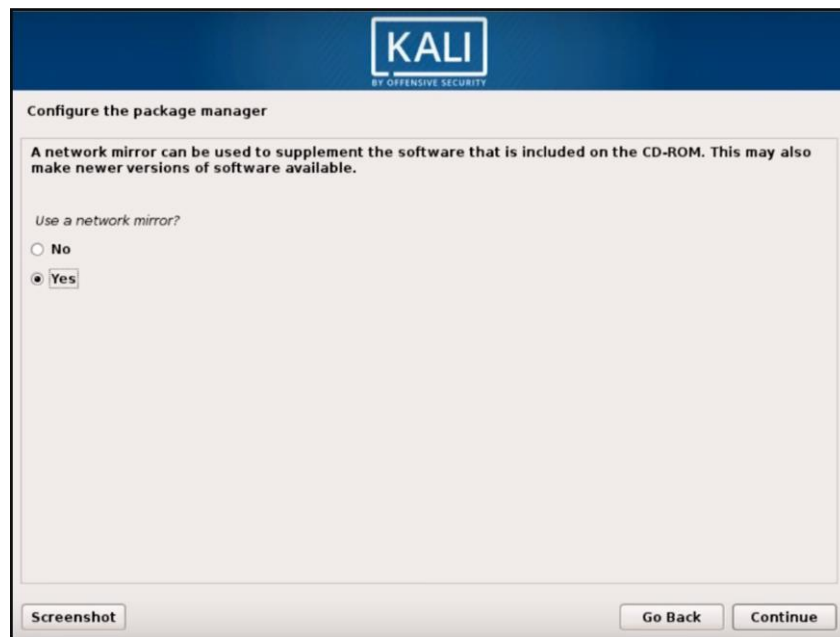 KALI
BY OFFENSIVE SECURITY
Configure the package manager
A network mirror can be used to supplement the software that is included on the CD-ROM. This may also
make newer versions of software available.
Use a network mirror?
No
Yes
Screenshot
Go Back
Continue